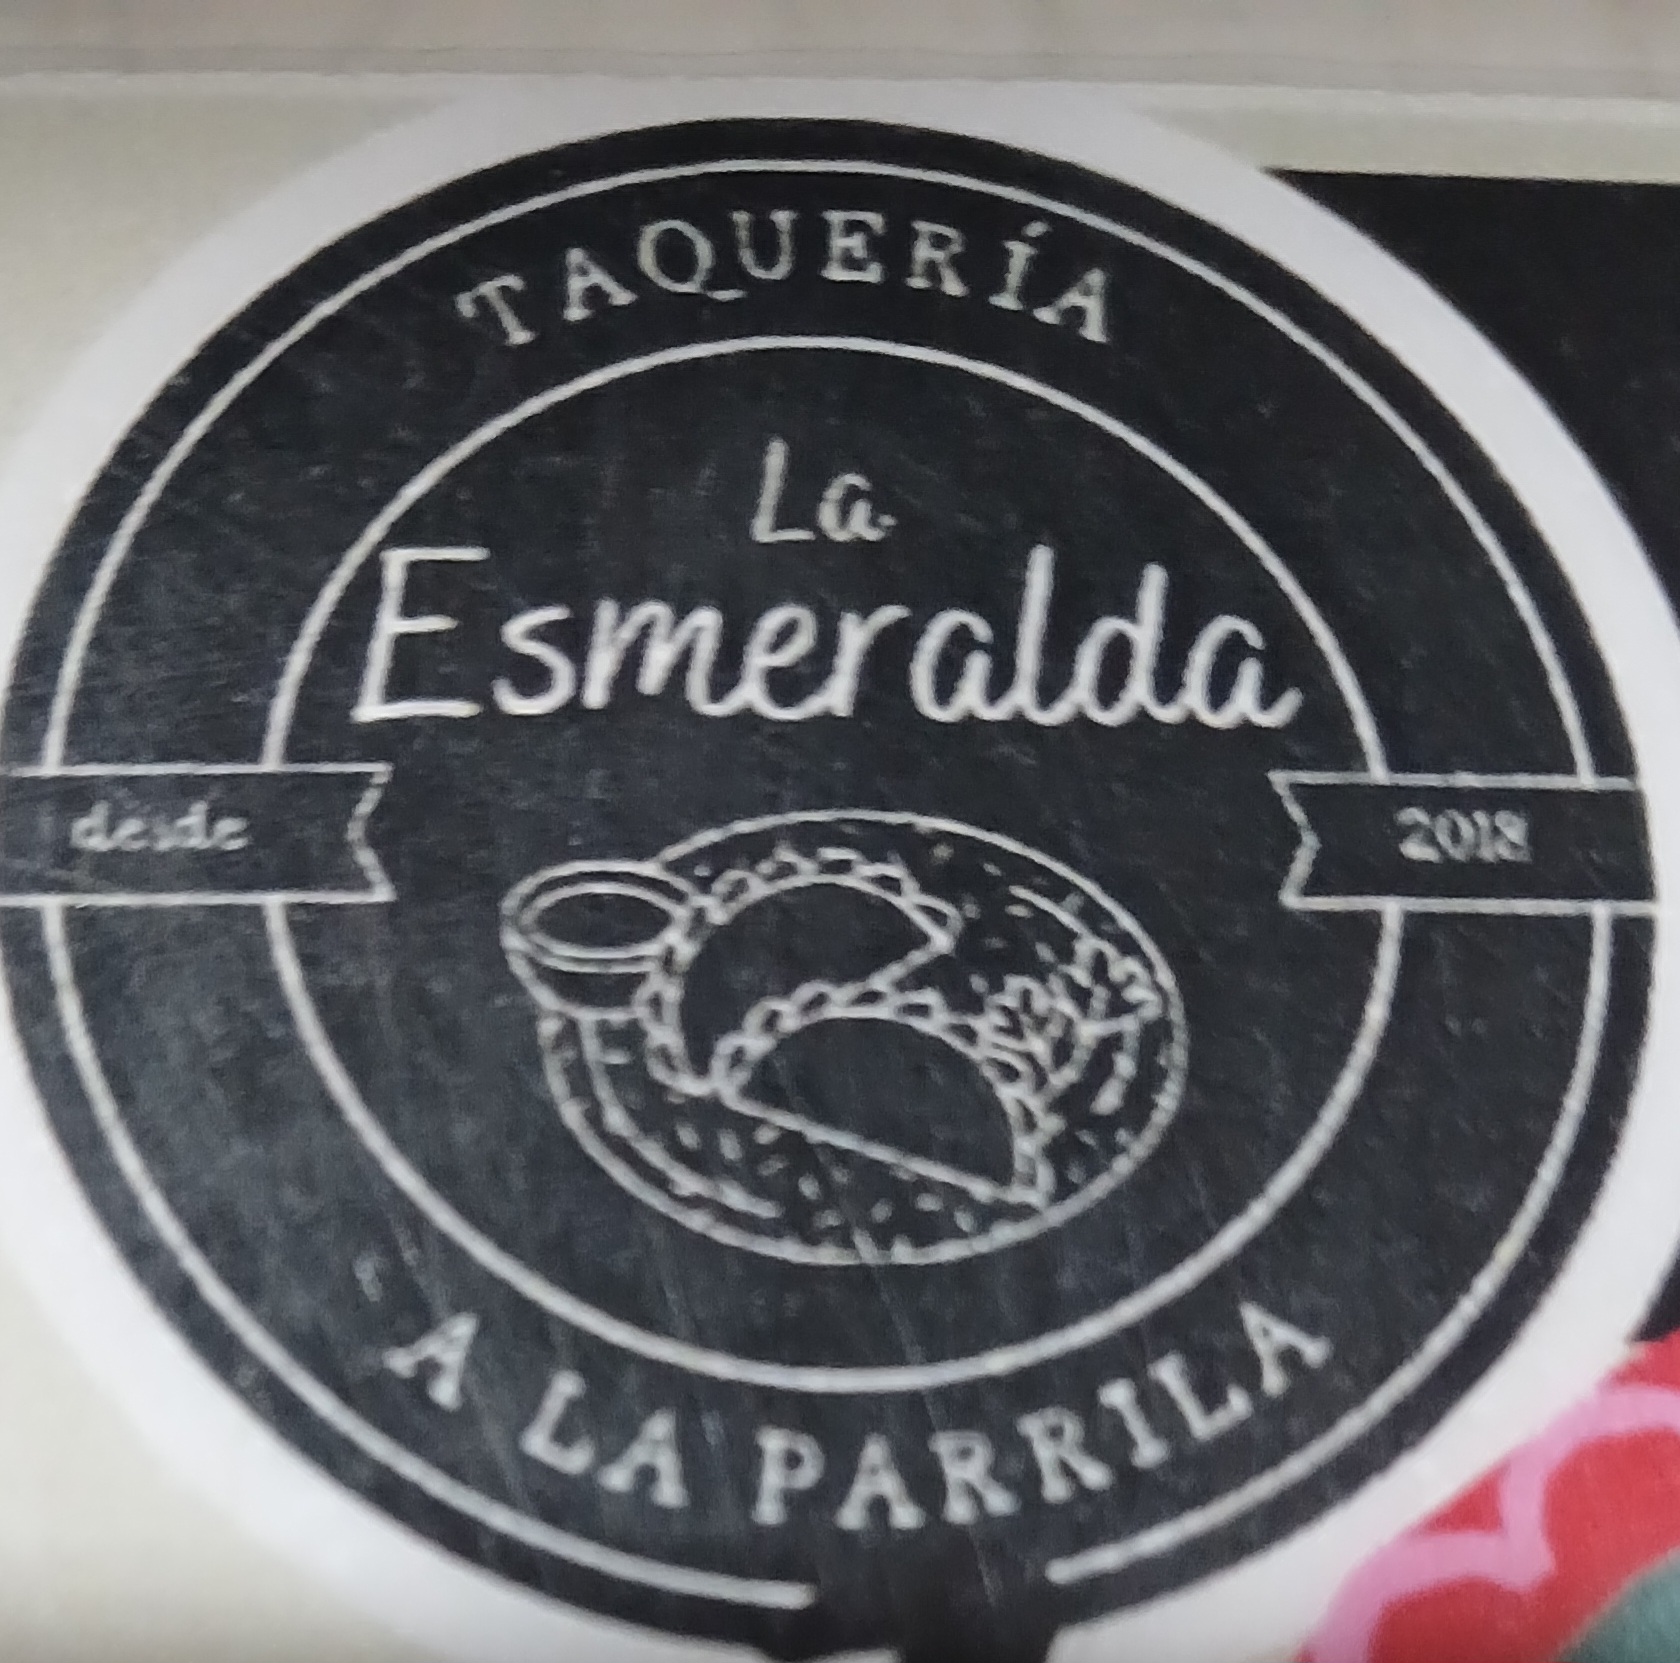 TAQUERÍA
La
Esmeralda
desde
2018
A LA PARRILA